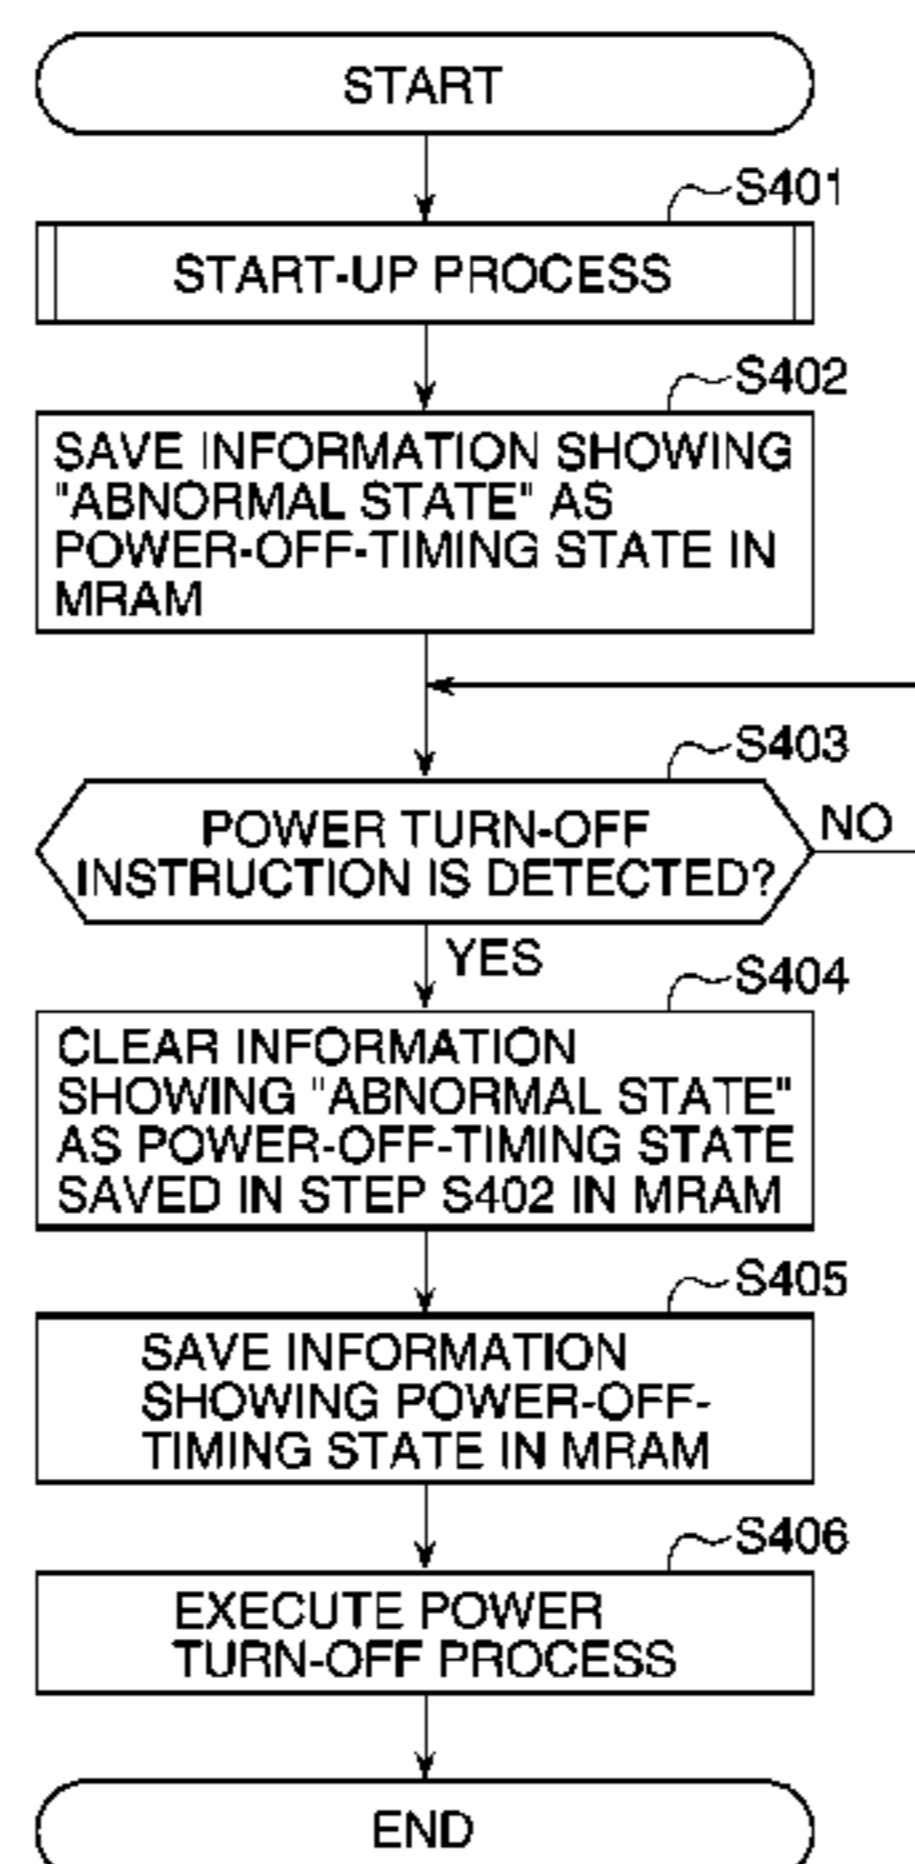 START
S401
START-UP PROCESS
S402
SAVE INFORMATION SHOWING
"ABNORMAL STATE" AS
POWER-OFF-TIMING STATE IN
MRAM
S403
POWER TURN-OFF
INSTRUCTION IS DETECTED?
NO
YES
S404
CLEAR INFORMATION
SHOWING "ABNORMAL STATE"
AS POWER-OFF-TIMING STATE
SAVED IN STEP S402 IN MRAM
S405
SAVE INFORMATION
SHOWING POWER-OFF-
TIMING STATE IN MRAM
S406
EXECUTE POWER
TURN-OFF PROCESS
END